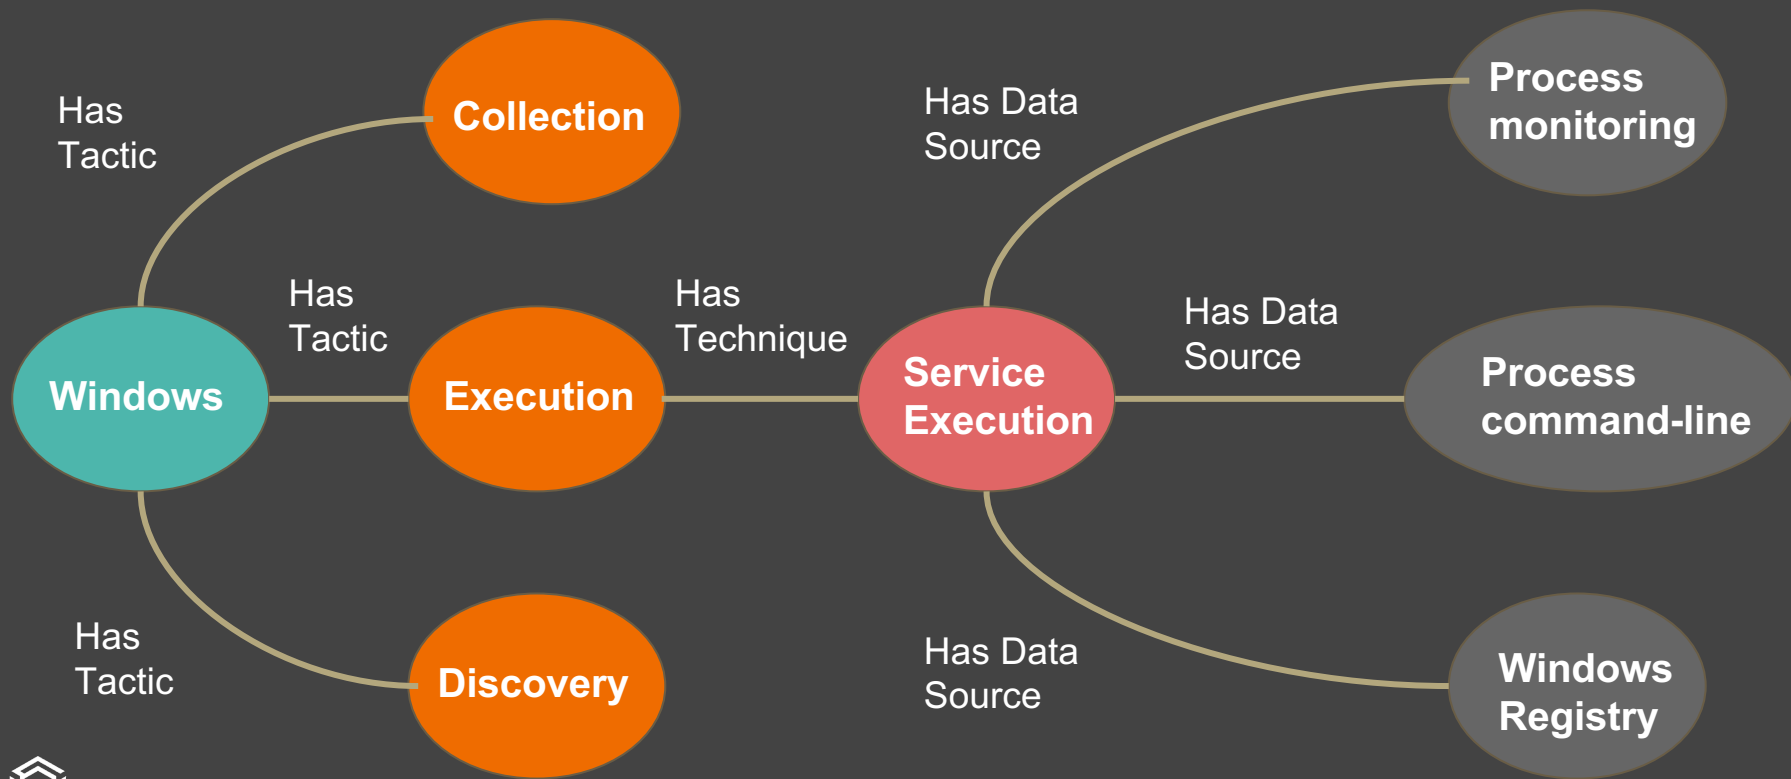 Has
Tactic
Collection
Has Data
Source
Process
monitoring
Windows
Has
Tactic
Execution
Has
Technique
Service
Execution
Has Data
Source
Process
command-line
Has
Tactic
Discovery
Has Data
Source
Windows
Registry